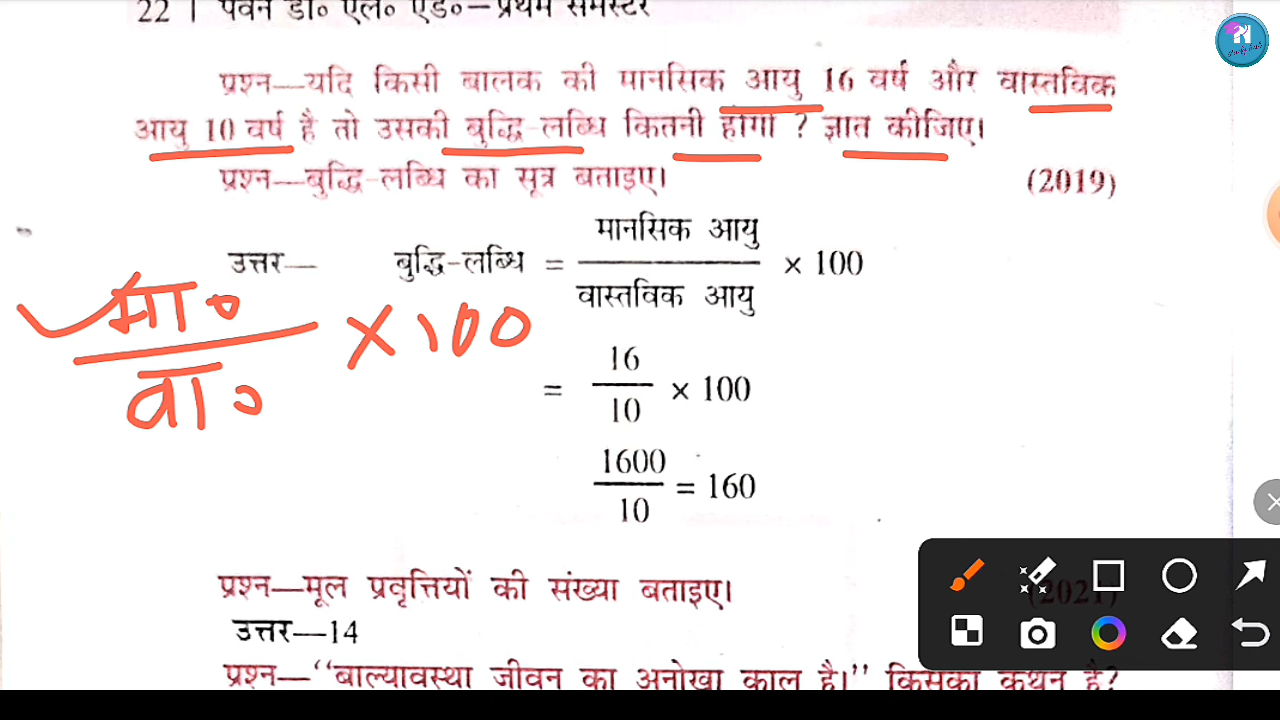 22 | पवन डी० एल० एड०–प्रथम समेस्टर
प्रश्न—यदि किसी बालक की मानसिक आयु 16 वर्ष और वास्तविक
आयु 10 वर्ष है तो उसकी बुद्धि-लब्धि कितनी होगी ? ज्ञात कीजिए।
प्रश्न—बुद्धि-लब्धि का सूत्र बताइए। (2019)
उत्तर— बुद्धि-लब्धि = मानसिक आयु / वास्तविक आयु × 100
मा० / वा० × 100
= 16 / 10 × 100
1600 / 10 = 160
प्रश्न—मूल प्रवृत्तियों की संख्या बताइए। (2021)
उत्तर—14
प्रश्न—‘‘बाल्यावस्था जीवन का अनोखा काल है।’’ किसका कथन है?